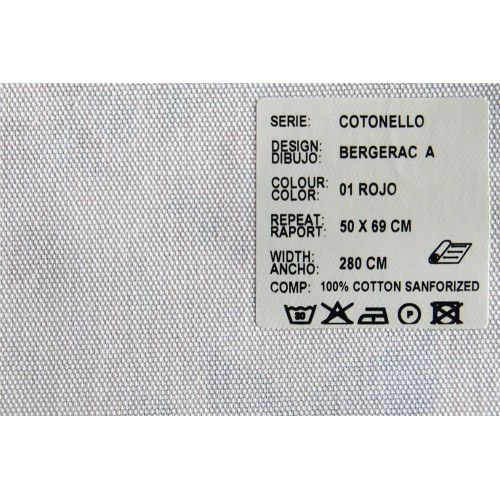 SERIE: COTONELLO
DESIGN:
DIBUJO: BERGERAC A
COLOUR:
COLOR: 01 ROJO
REPEAT
RAPORT: 50 X 69 CM
WIDTH:
ANCHO: 280 CM
COMP: 100% COTTON SANFORIZED
30 P